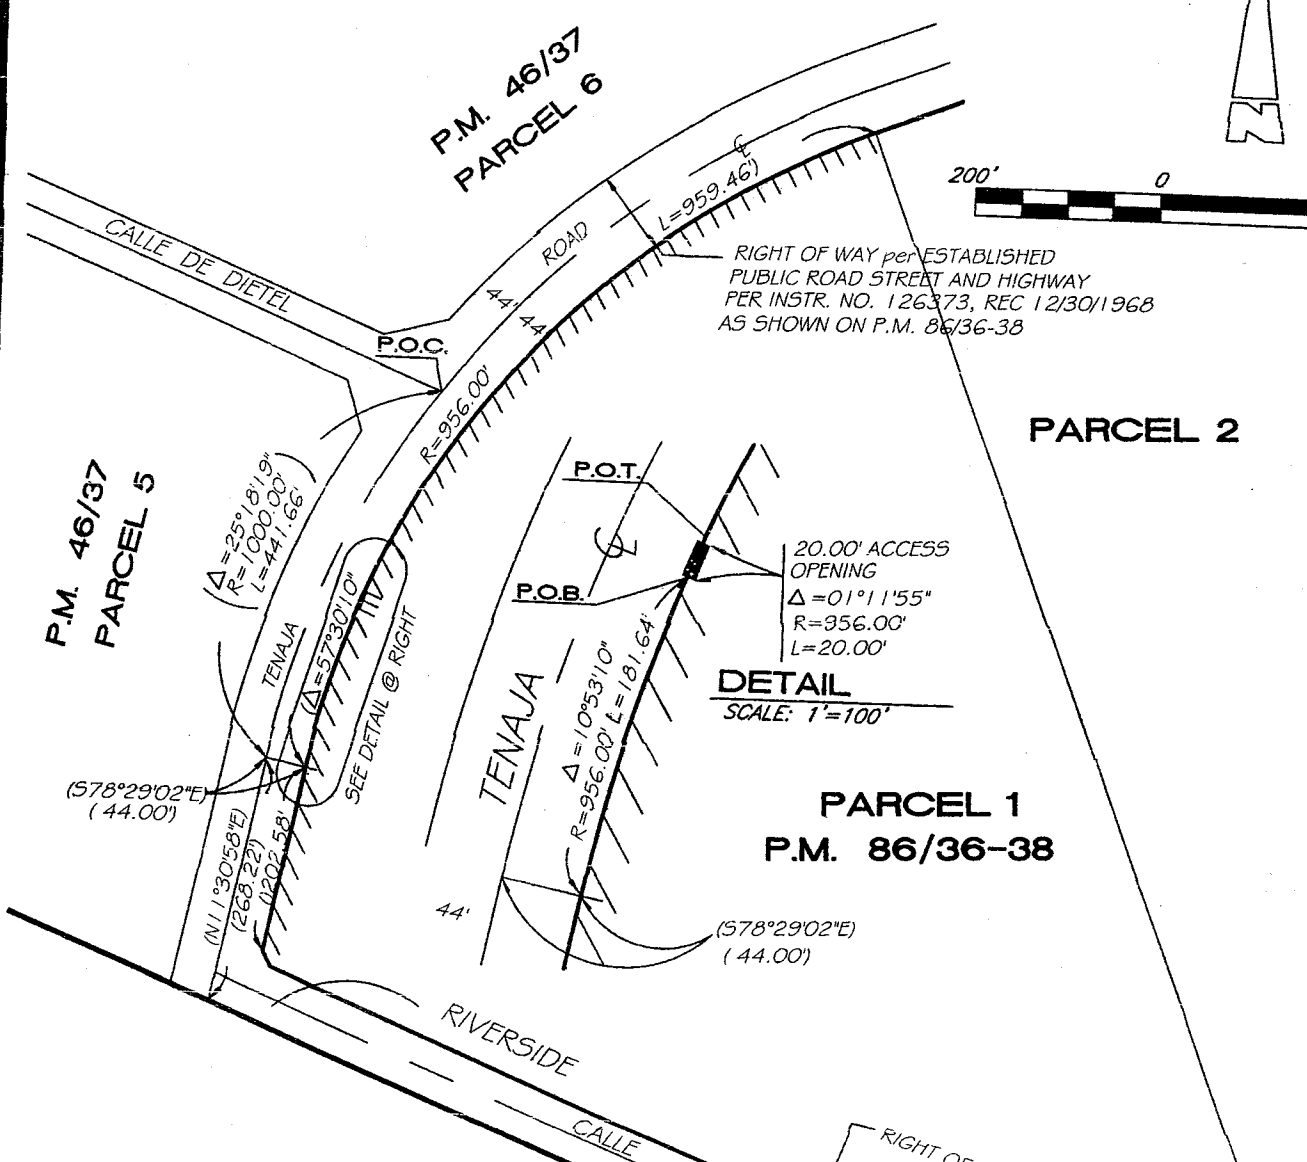 P.M. 46/37
PARCEL 6
N
200'
0
CALLE DE DIETEL
ROAD
℄
(L=959.46')
RIGHT OF WAY per ESTABLISHED
PUBLIC ROAD STREET AND HIGHWAY
PER INSTR. NO. 126373, REC 12/30/1968
AS SHOWN ON P.M. 86/36-38
44'
44'
P.O.C.
R=956.00'
PARCEL 2
P.M. 46/37
PARCEL 5
(Δ=25°18'19"
R=1000.00'
L=441.66')
P.O.T.
℄
P.O.B.
20.00' ACCESS
OPENING
Δ=01°11'55"
R=956.00'
L=20.00'
DETAIL
SCALE: 1"=100'
TENAJA
(Δ=57°30'10"
SEE DETAIL @ RIGHT
TENAJA
Δ=10°53'10"
R=956.00' L=181.64'
(S78°29'02"E)
(44.00')
PARCEL 1
P.M. 86/36-38
(N11°30'58"E)
(268.22')
(202.58'
44'
(S78°29'02"E)
(44.00')
RIVERSIDE
CALLE
RIGHT OF